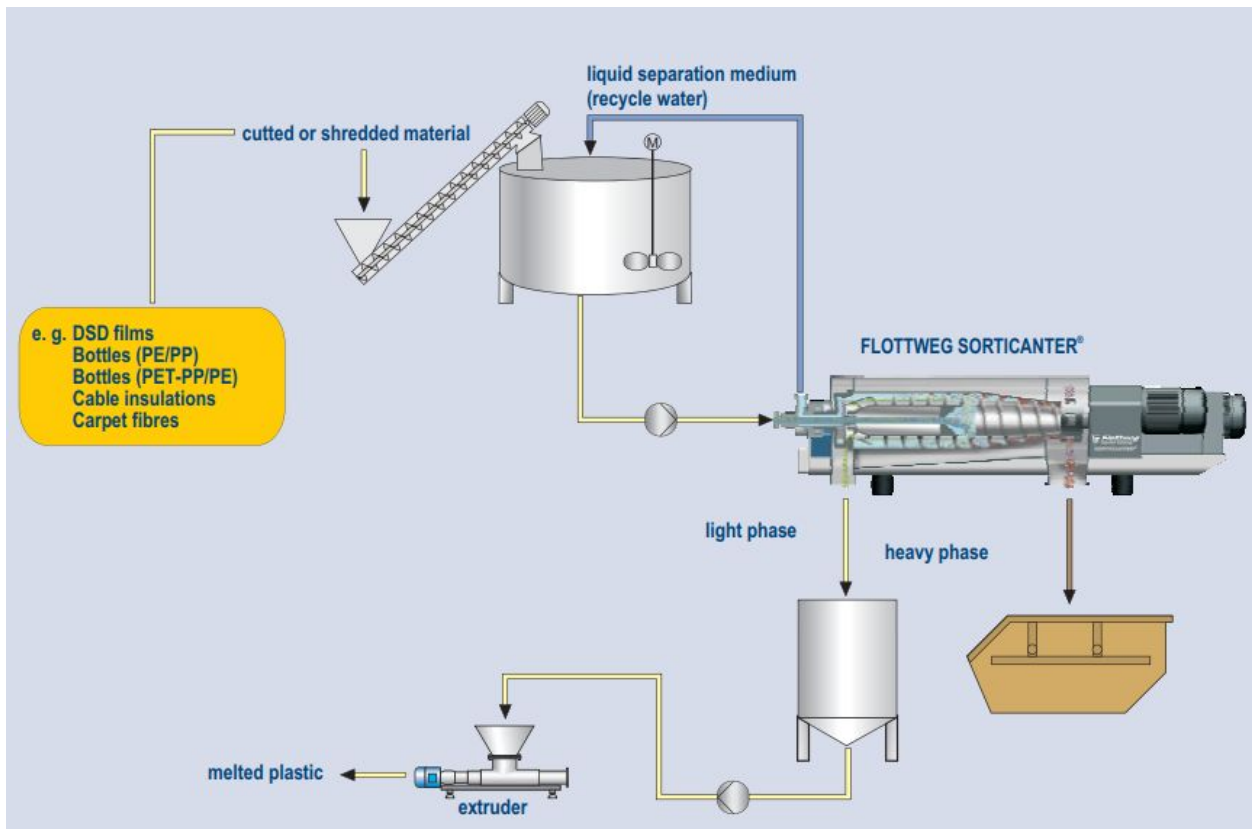 liquid separation medium
(recycle water)
cutted or shredded material
M
e. g. DSD films
Bottles (PE/PP)
Bottles (PET-PP/PE)
Cable insulations
Carpet fibres
FLOTTWEG SORTICANTER®
Flottweg
light phase
heavy phase
melted plastic
extruder